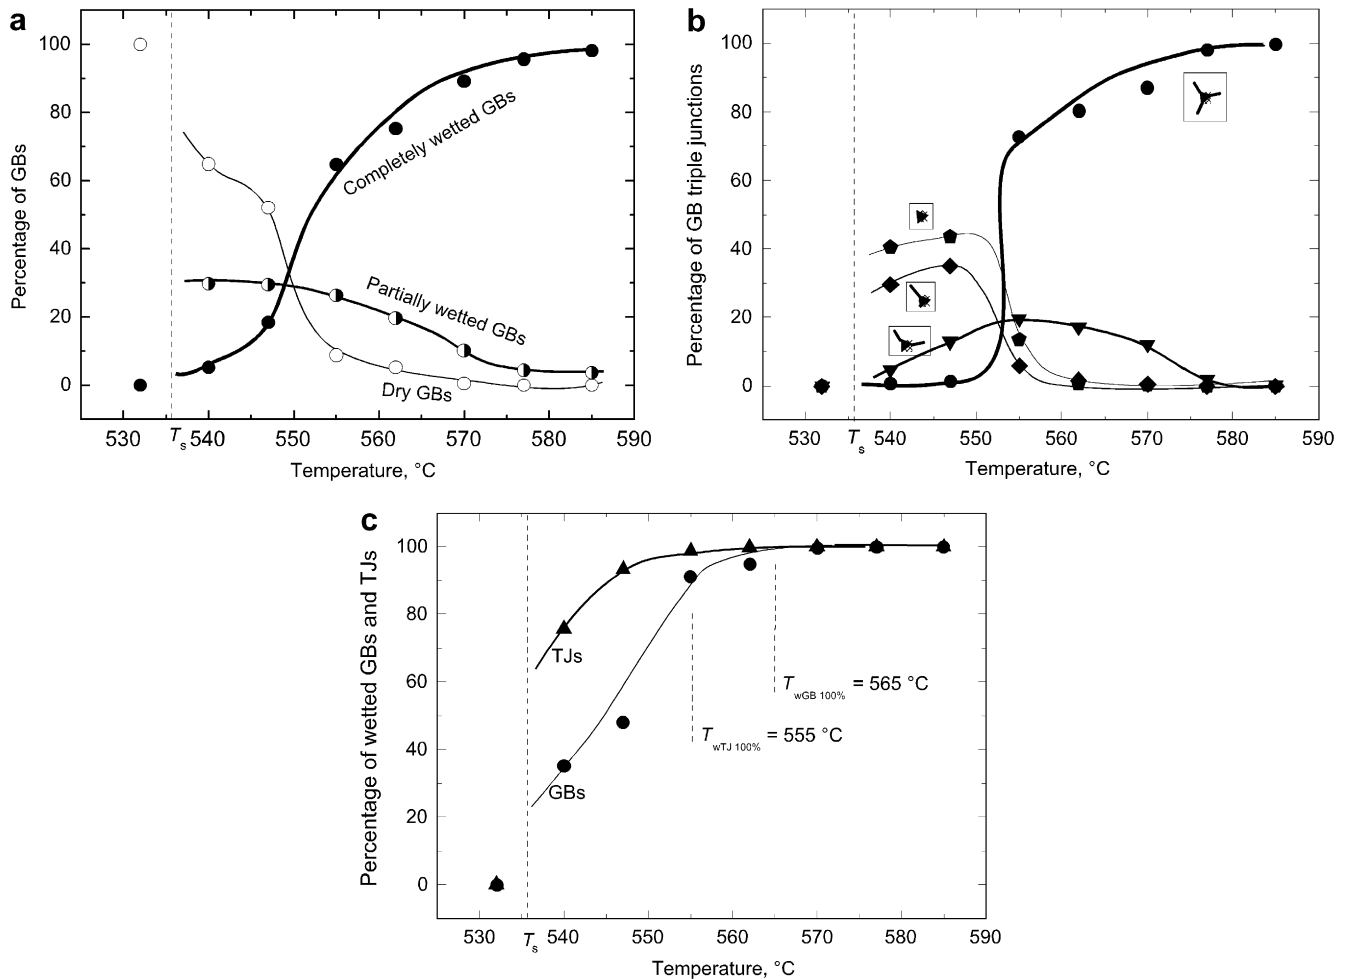 a
Percentage of GBs
100
80
60
40
20
0
Completely wetted GBs
Partially wetted GBs
Dry GBs
530 Ts 540 550 560 570 580 590
Temperature, °C
b
Percentage of GB triple junctions
100
80
60
40
20
0
530 Ts 540 550 560 570 580 590
Temperature, °C
c
Percentage of wetted GBs and TJs
100
80
60
40
20
0
TJs
GBs
TwGB 100% = 565 °C
TwTJ 100% = 555 °C
530 Ts 540 550 560 570 580 590
Temperature, °C